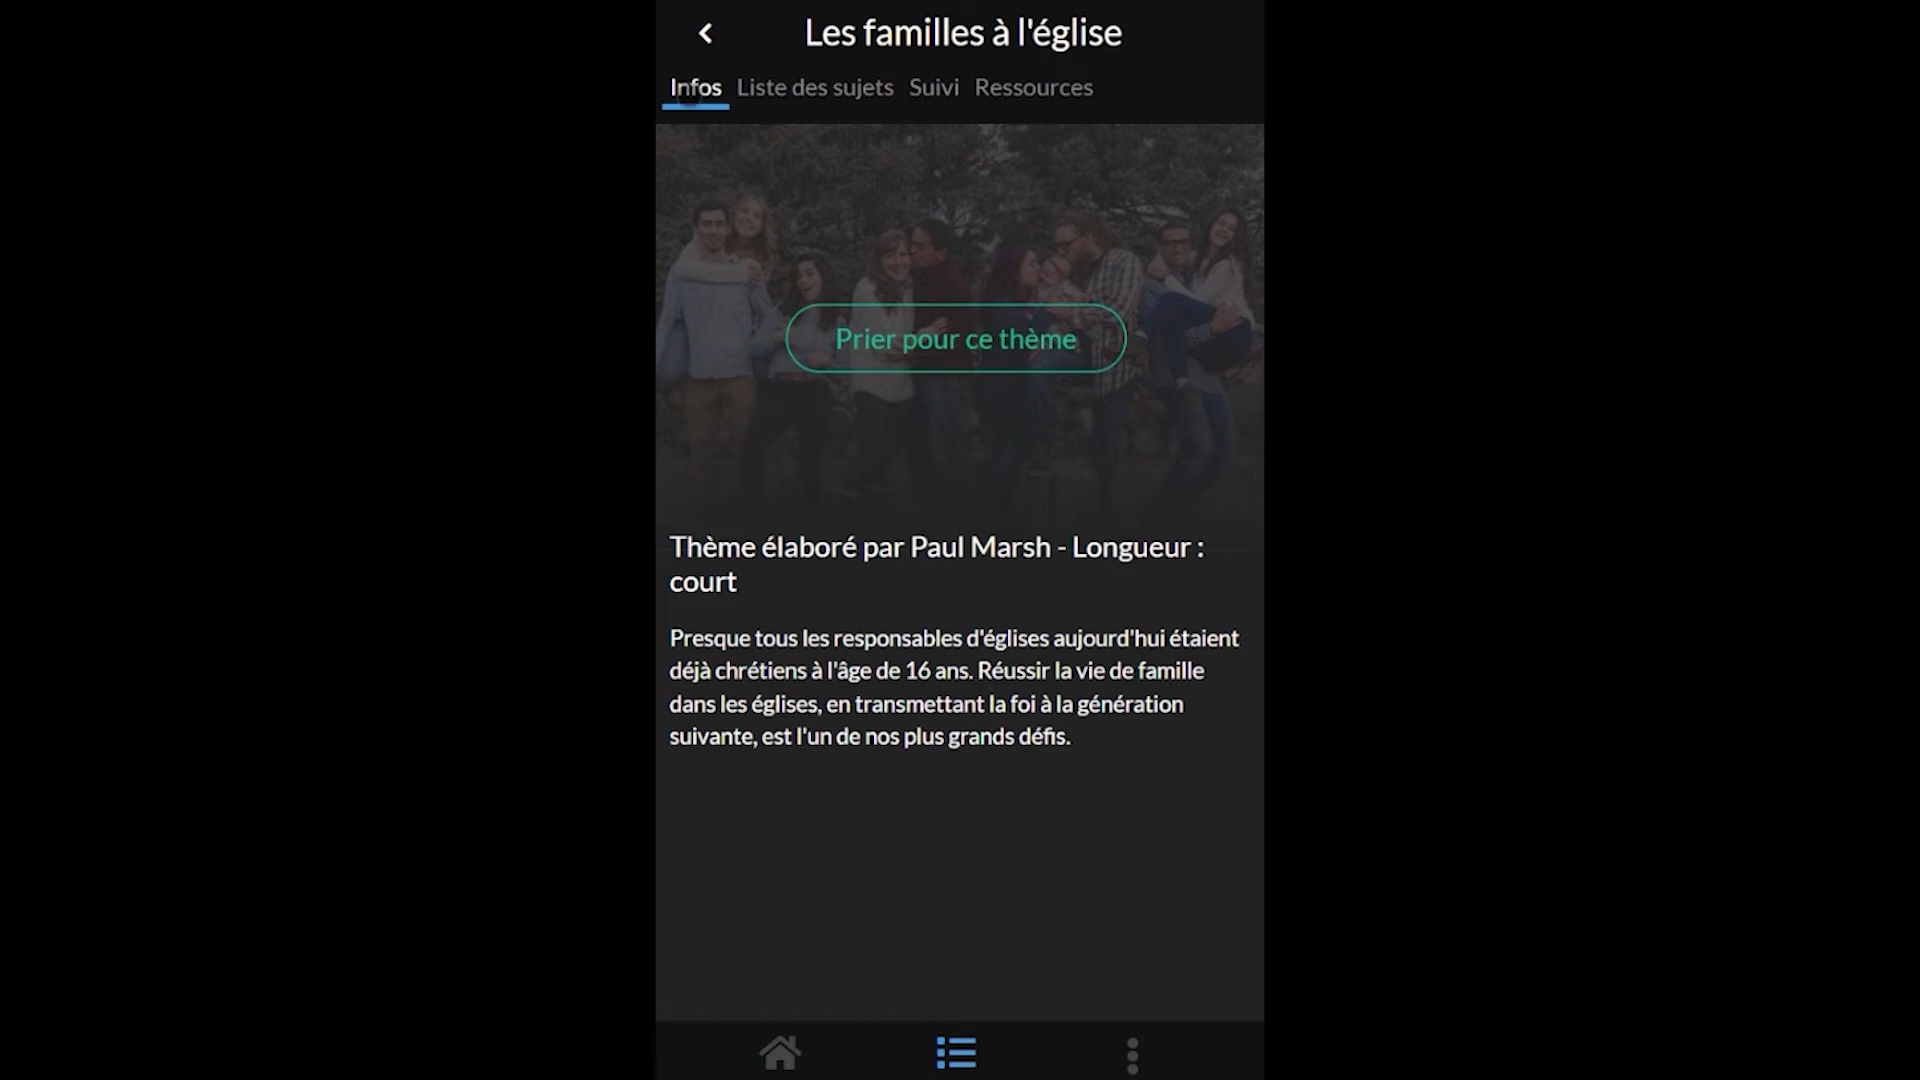 Les familles à l'église
Infos Liste des sujets Suivi Ressources
Prier pour ce thème
Thème élaboré par Paul Marsh - Longueur :
court
Presque tous les responsables d'églises aujourd'hui étaient
déjà chrétiens à l'âge de 16 ans. Réussir la vie de famille
dans les églises, en transmettant la foi à la génération
suivante, est l'un de nos plus grands défis.